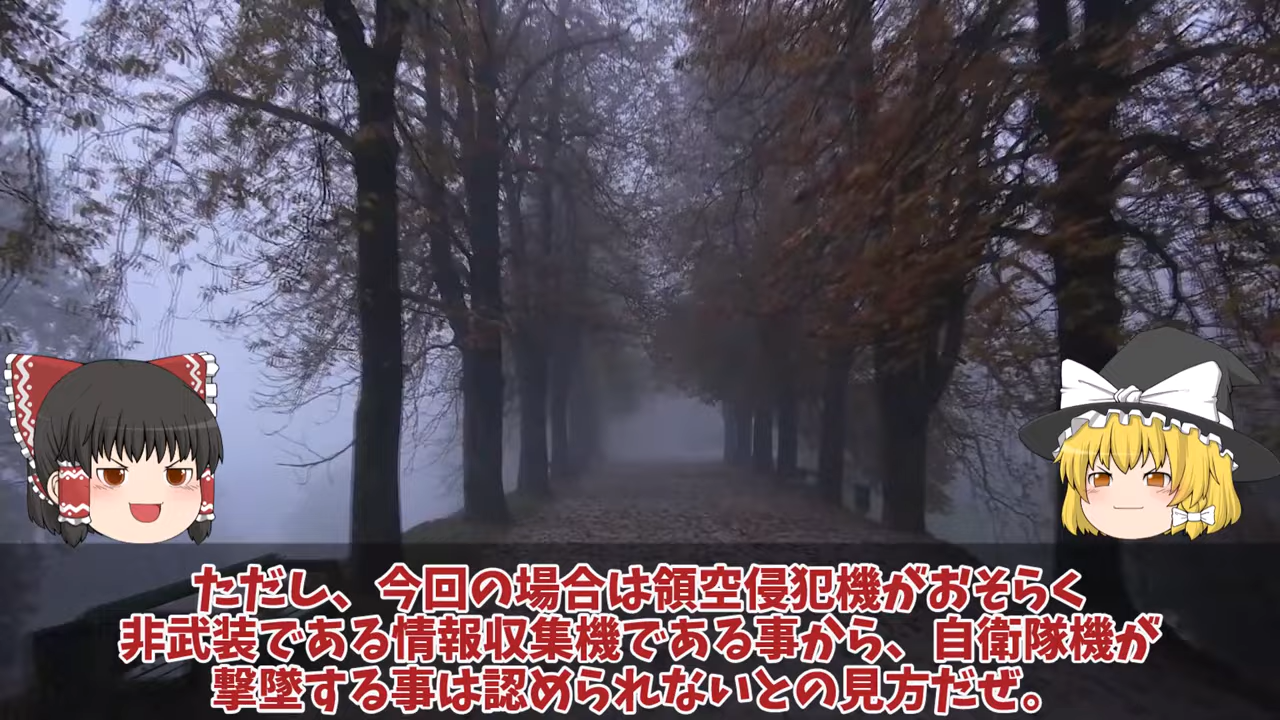 ただし、今回の場合は領空侵犯機がおそらく
非武装である情報収集機である事から、自衛隊機が
撃墜する事は認められないとの見方だぜ。